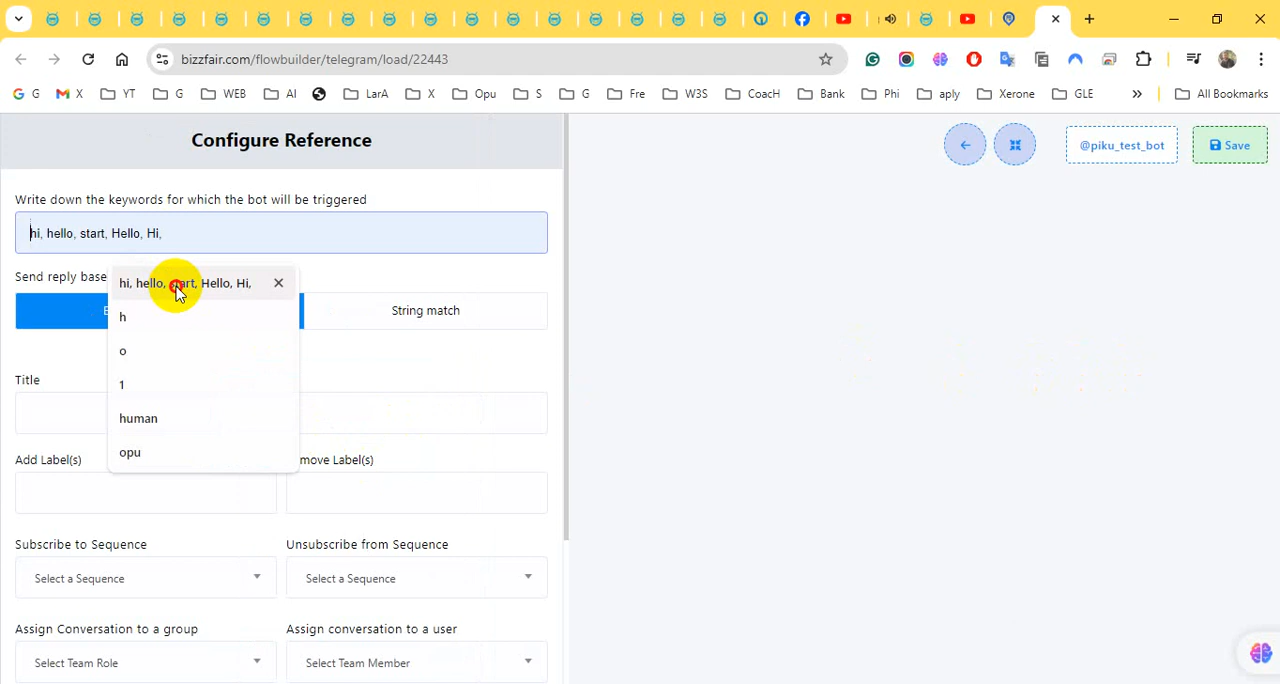 bizzfair.com/flowbuilder/telegram/load/22443
G
X
YT
G
WEB
AI
LarA
X
Opu
S
G
Fre
W3S
CoacH
Bank
Phi
aply
Xerone
GLE
All Bookmarks
Configure Reference
@piku_test_bot
Save
Write down the keywords for which the bot will be triggered
hi, hello, start, Hello, Hi,
Send reply base
hi, hello, start, Hello, Hi,
String match
h
o
1
human
opu
Title
Add Label(s)
move Label(s)
Subscribe to Sequence
Unsubscribe from Sequence
Select a Sequence
Select a Sequence
Assign Conversation to a group
Assign conversation to a user
Select Team Role
Select Team Member